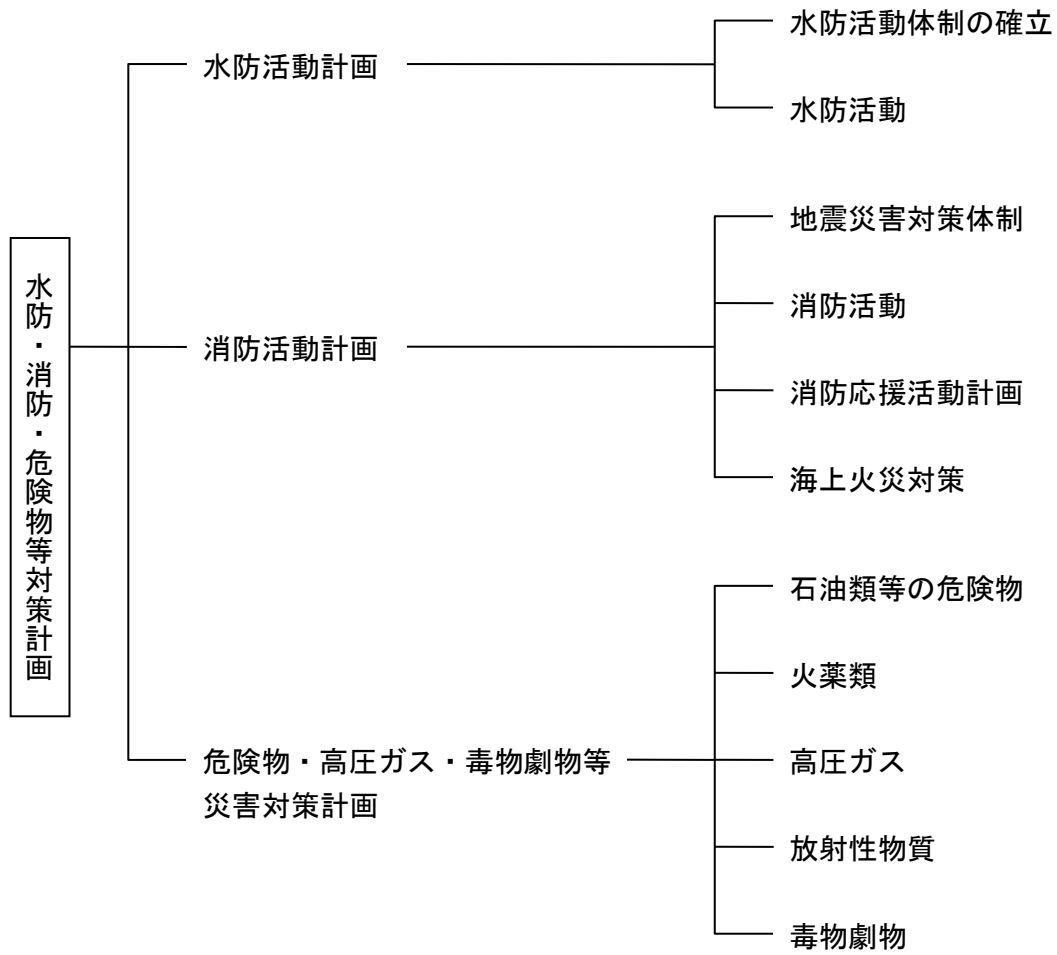 水防・消防・危険物等対策計画
水防活動計画
水防活動体制の確立
水防活動
消防活動計画
地震災害対策体制
消防活動
消防応援活動計画
海上火災対策
危険物・高圧ガス・毒物劇物等
災害対策計画
石油類等の危険物
火薬類
高圧ガス
放射性物質
毒物劇物